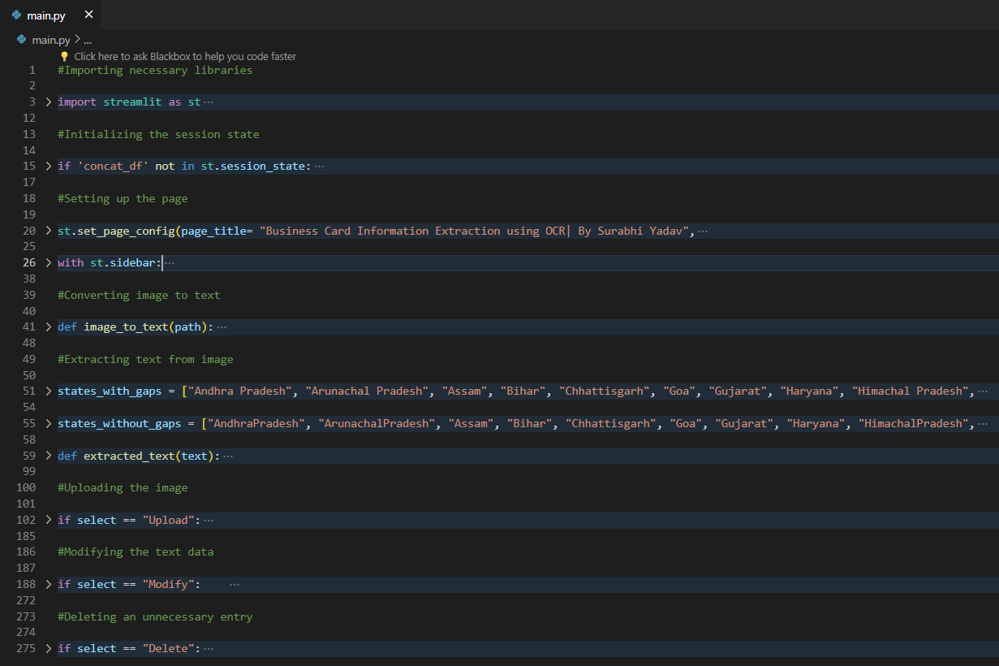 main.py ×
main.py > ...
Click here to ask Blackbox to help you code faster
1 #Importing necessary libraries
2
3 > import streamlit as st···
12
13 #Initializing the session state
14
15 > if 'concat_df' not in st.session_state:···
17
18 #Setting up the page
19
20 > st.set_page_config(page_title= "Business Card Information Extraction using OCR| By Surabhi Yadav",···
25
26 > with st.sidebar:···
38
39 #Converting image to text
40
41 > def image_to_text(path):···
48
49 #Extracting text from image
50
51 > states_with_gaps = ["Andhra Pradesh", "Arunachal Pradesh", "Assam", "Bihar", "Chhattisgarh", "Goa", "Gujarat", "Haryana", "Himachal Pradesh",···
54
55 > states_without_gaps = ["AndhraPradesh", "ArunachalPradesh", "Assam", "Bihar", "Chhattisgarh", "Goa", "Gujarat", "Haryana", "HimachalPradesh",···
58
59 > def extracted_text(text):···
99
100 #Uploading the image
101
102 > if select == "Upload":···
185
186 #Modifying the text data
187
188 > if select == "Modify":    ···
272
273 #Deleting an unnecessary entry
274
275 > if select == "Delete":···